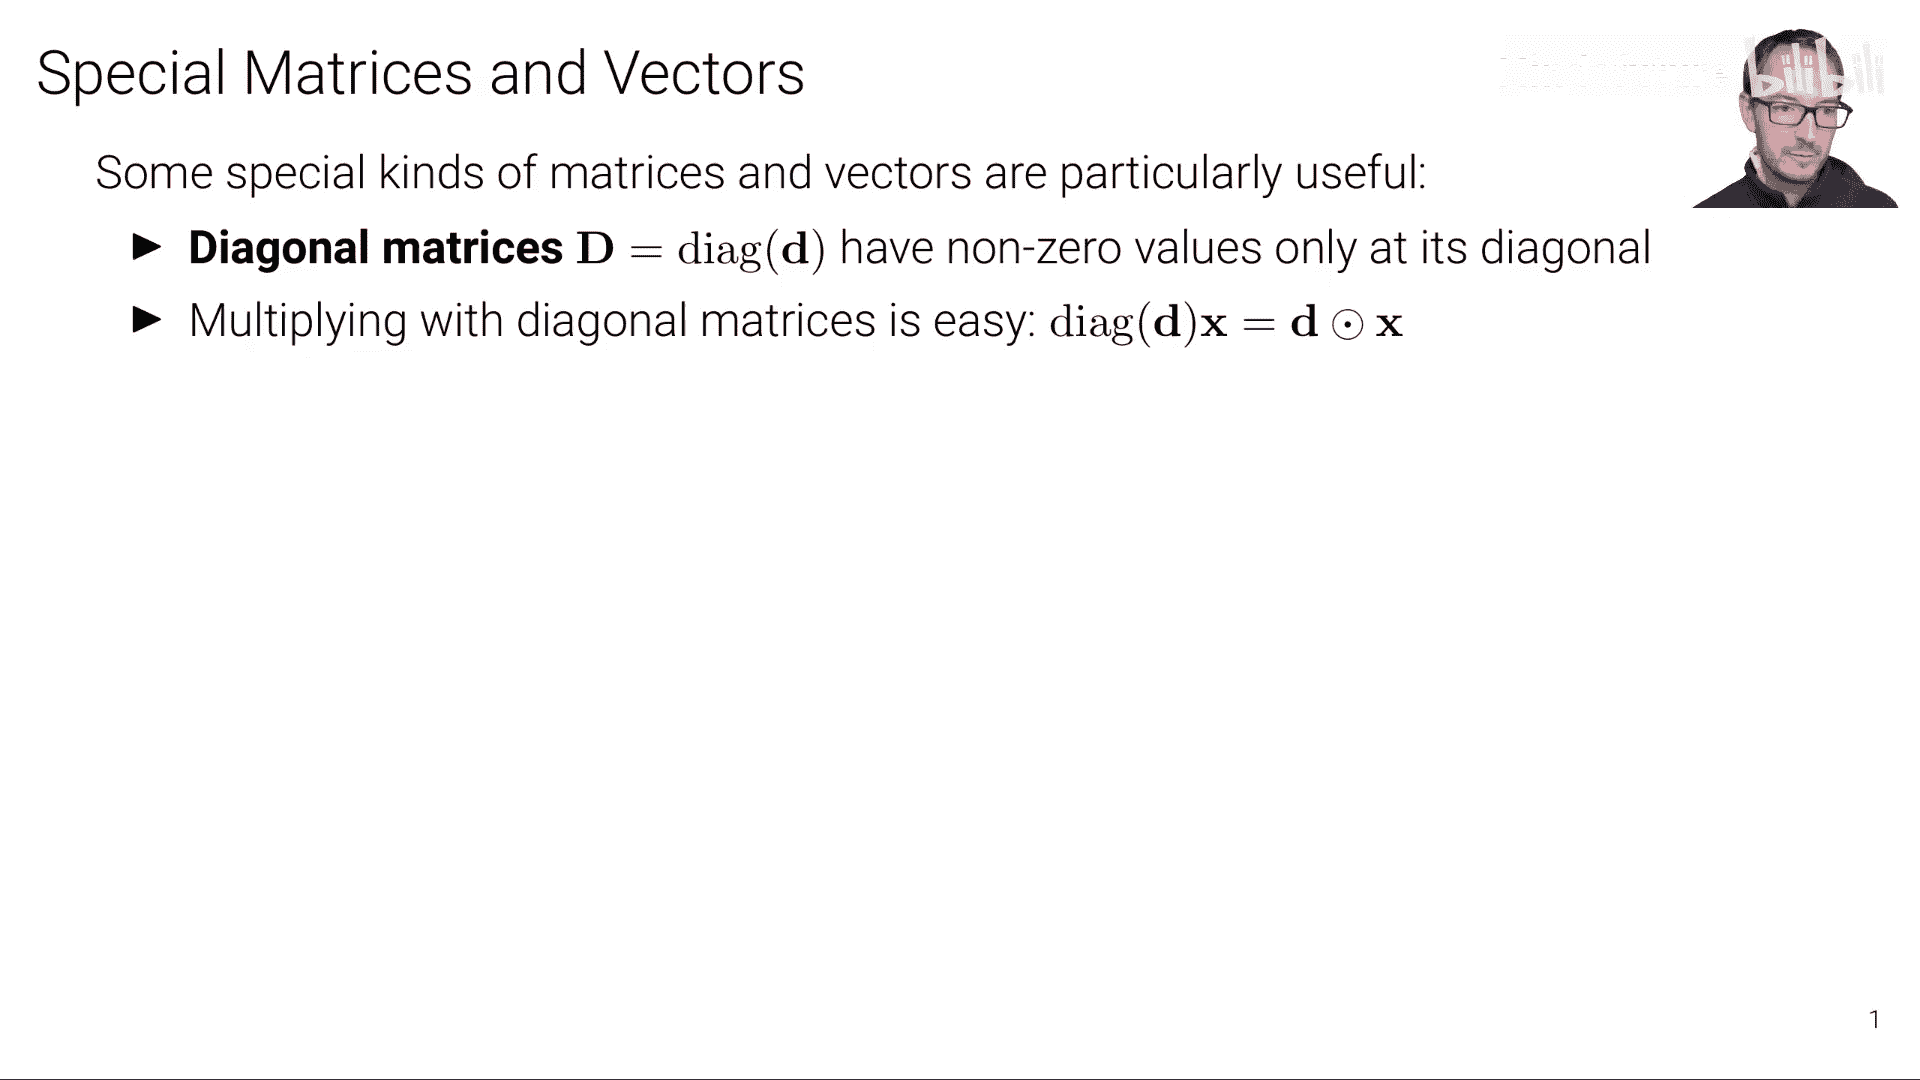 Special Matrices and Vectors
bilibili
Some special kinds of matrices and vectors are particularly useful:
▶ Diagonal matrices D = diag(d) have non-zero values only at its diagonal
▶ Multiplying with diagonal matrices is easy: diag(d)x = d ⊙ x
1